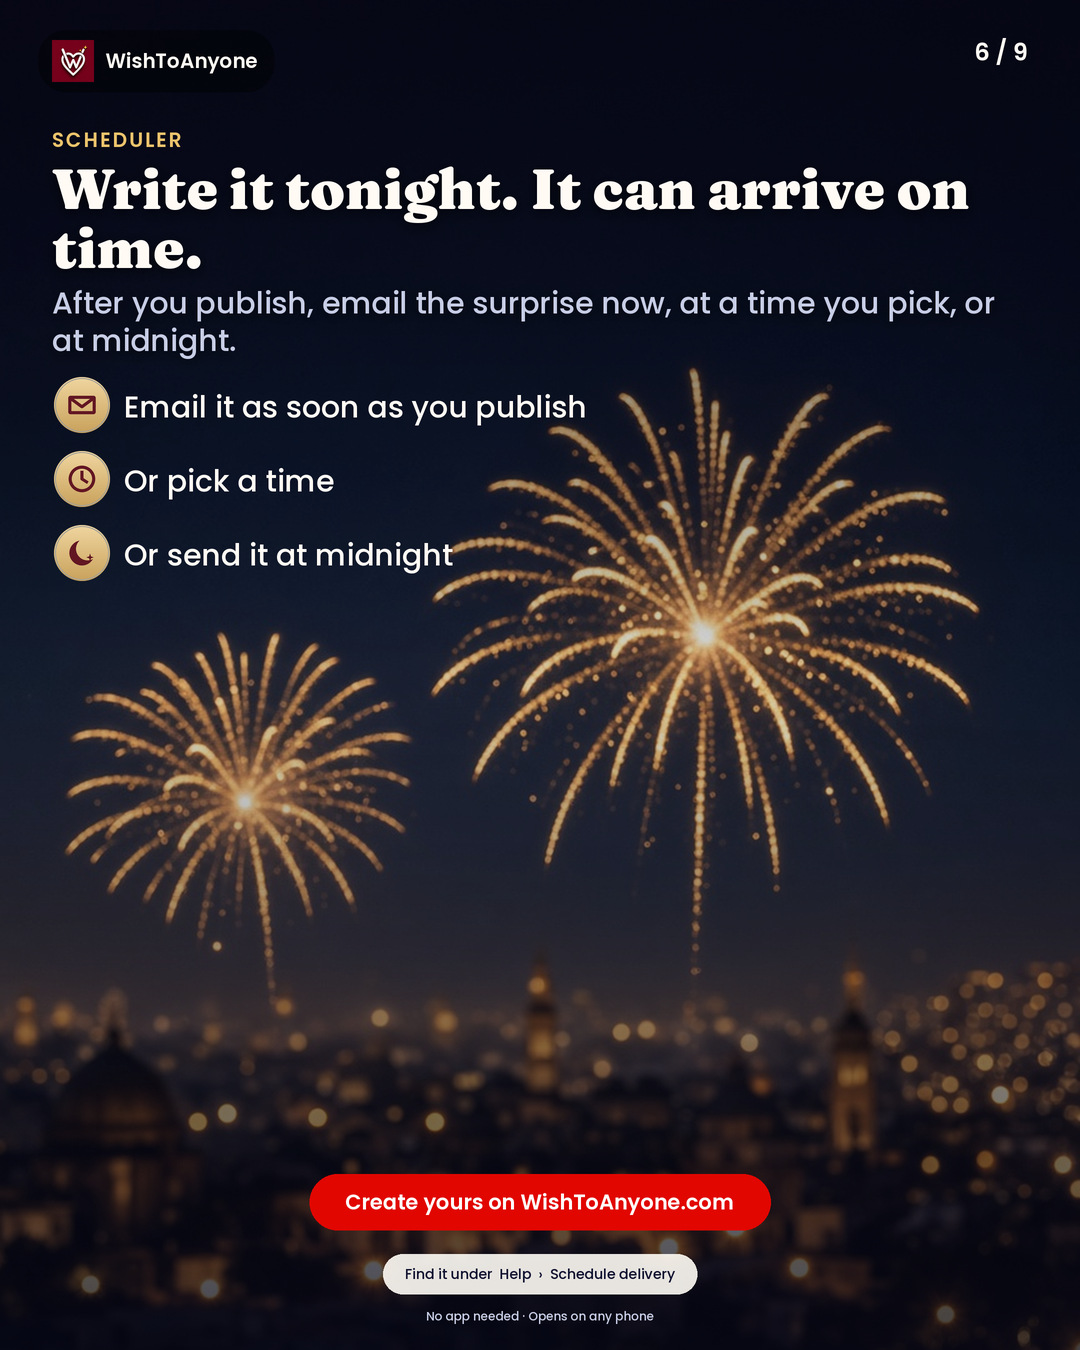 WishToAnyone
6 / 9
SCHEDULER
Write it tonight. It can arrive on
time.
After you publish, email the surprise now, at a time you pick, or
at midnight.
Email it as soon as you publish
Or pick a time
Or send it at midnight
Create yours on WishToAnyone.com
Find it under Help › Schedule delivery
No app needed · Opens on any phone